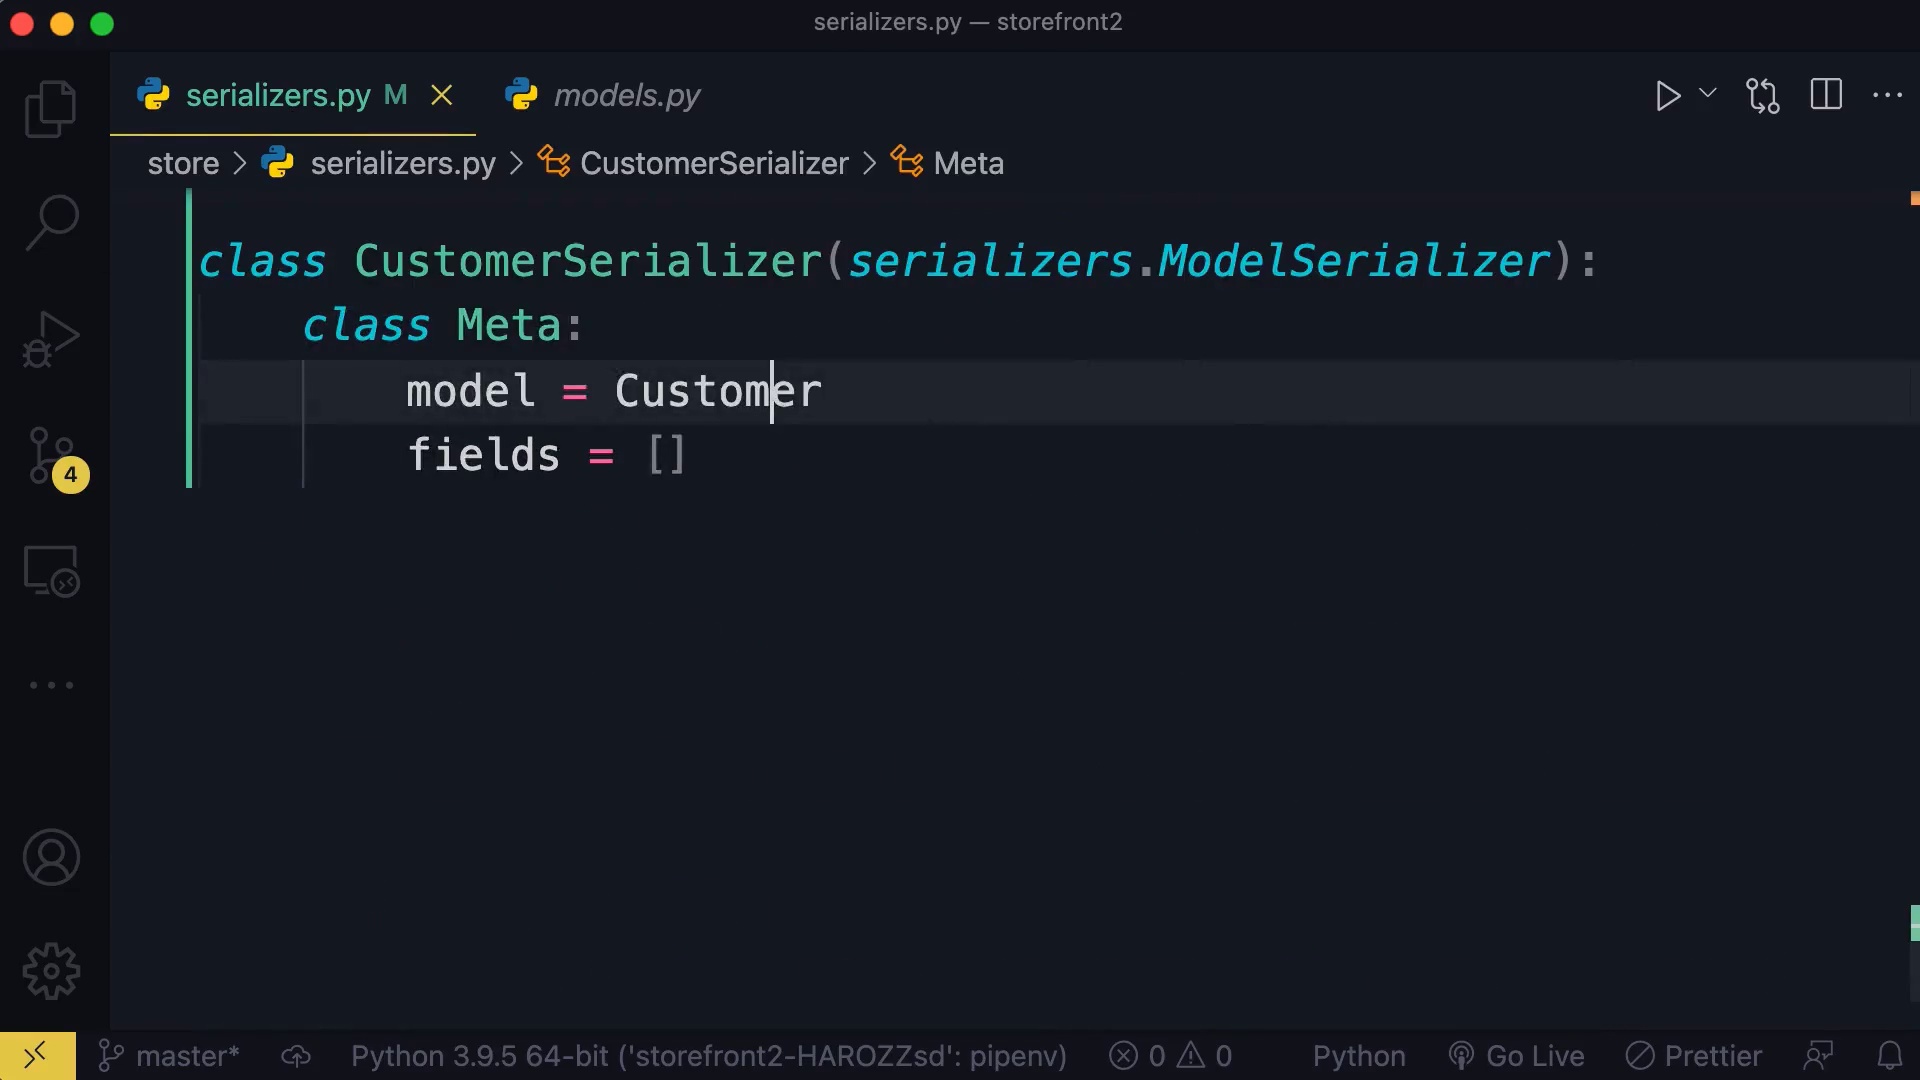 serializers.py — storefront2
serializers.py M models.py
store > serializers.py > CustomerSerializer > Meta
class CustomerSerializer(serializers.ModelSerializer):
class Meta:
model = Customer
fields = []
4
master* Python 3.9.5 64-bit ('storefront2-HAROZZsd': pipenv) 0 0 Python Go Live Prettier